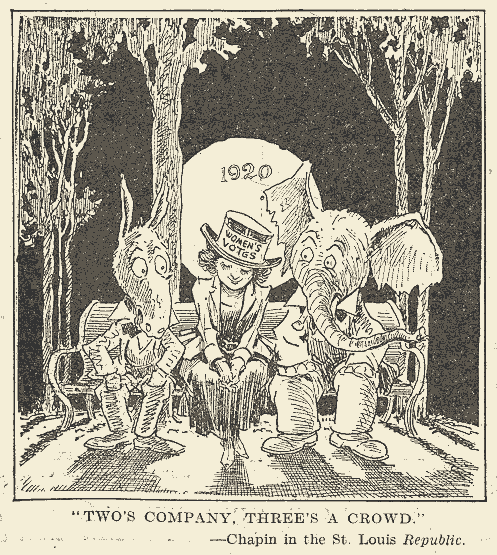 1920
WOMEN'S
VOTES
"TWO'S COMPANY, THREE'S A CROWD."
—Chapin in the St. Louis Republic.